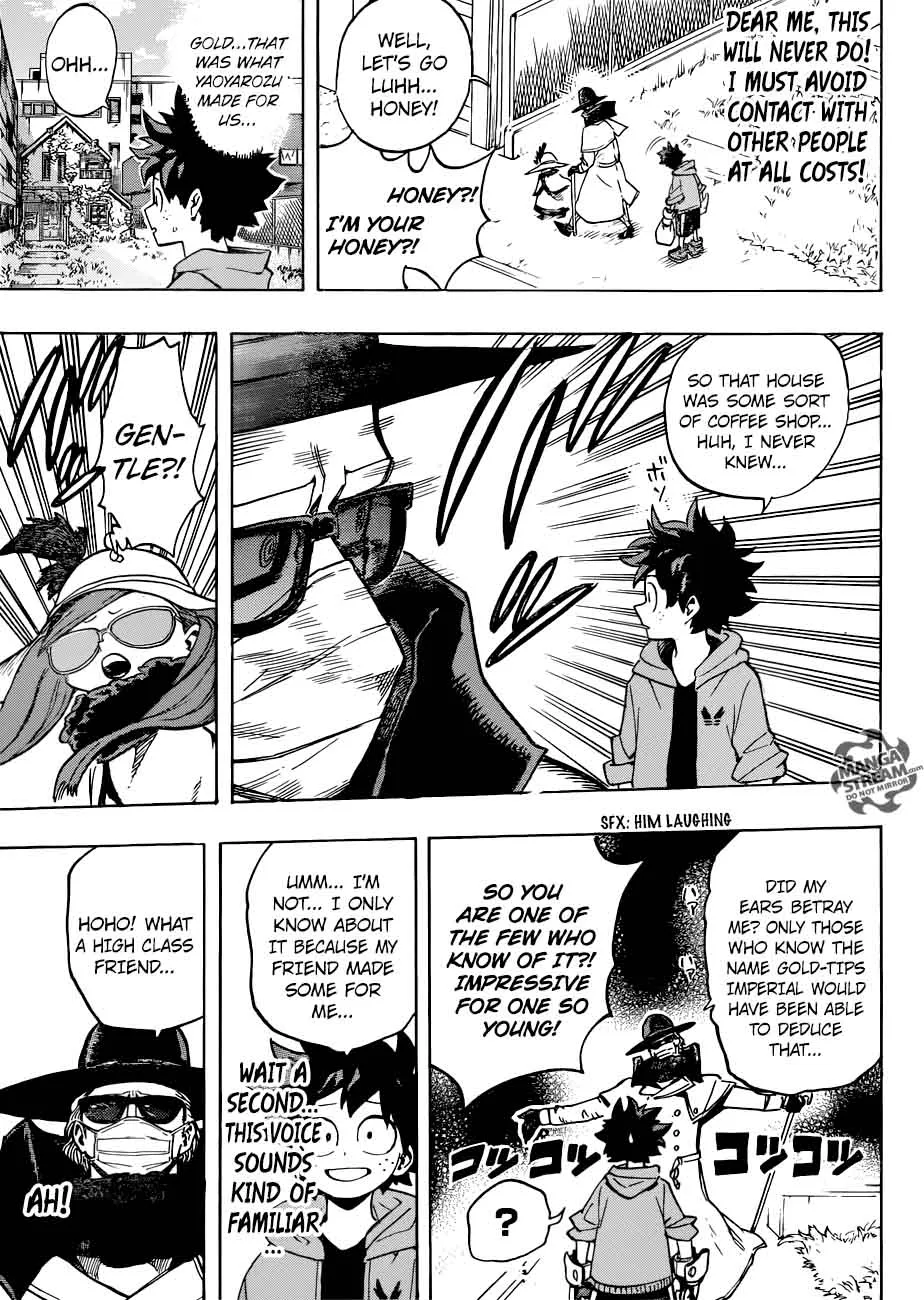 DEAR ME, THIS
WILL NEVER DO!
I MUST AVOID
CONTACT WITH
OTHER PEOPLE
AT ALL COSTS!
WELL,
LET'S GO
LUHH...
HONEY!
HONEY?!
I'M YOUR
HONEY?!
GOLD...THAT
WAS WHAT
YAOYAROZU
MADE FOR
US...
OHH...
SO THAT HOUSE
WAS SOME SORT
OF COFFEE SHOP...
HUH, I NEVER
KNEW...
GEN-
TLE?!
MANGA
STREAM.com
DO NOT MIRROR
SFX: HIM LAUGHING
DID MY
EARS BETRAY
ME? ONLY THOSE
WHO KNOW THE
NAME GOLD-TIPS
IMPERIAL WOULD
HAVE BEEN ABLE
TO DEDUCE
THAT...
SO YOU
ARE ONE OF
THE FEW WHO
KNOW OF IT?!
IMPRESSIVE
FOR ONE SO
YOUNG!
コツ コツ コツコツ
?
UMM... I'M
NOT... I ONLY
KNOW ABOUT
IT BECAUSE MY
FRIEND MADE
SOME FOR
ME...
WAIT A
SECOND...
THIS VOICE
SOUNDS
KIND OF
FAMILIAR
...
HOHO! WHAT
A HIGH CLASS
FRIEND...
AH!